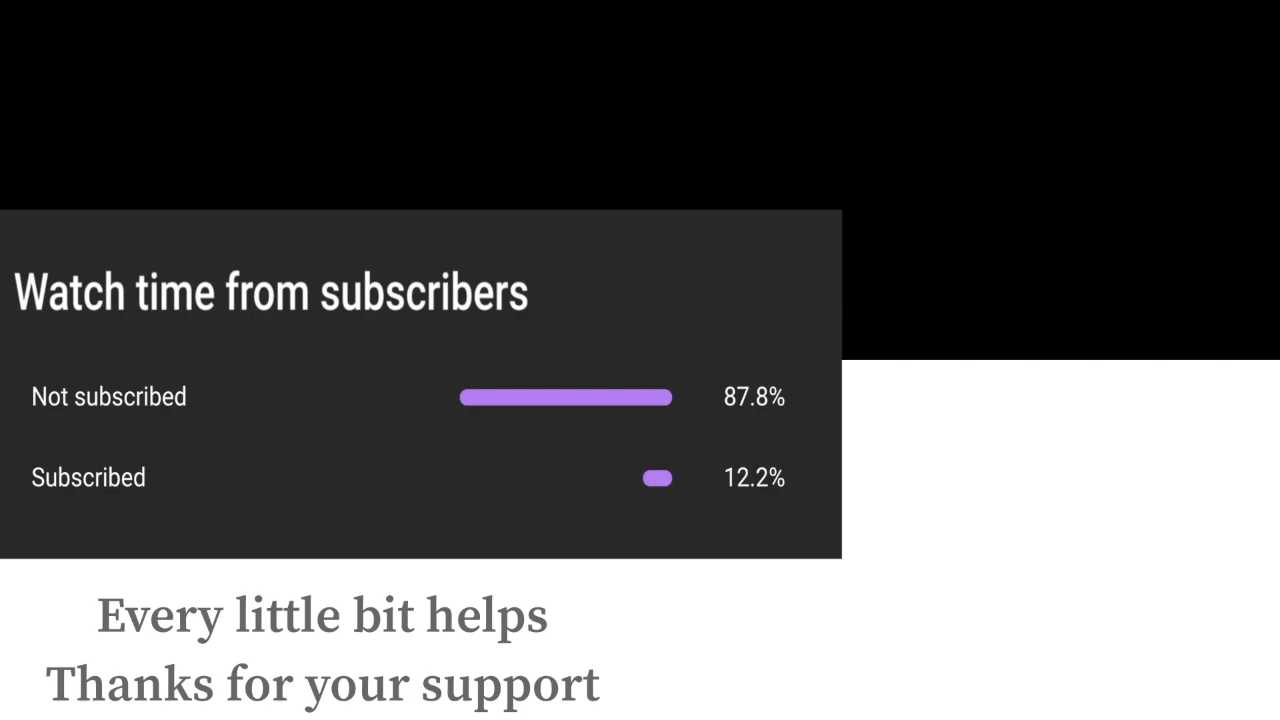 Watch time from subscribers
Not subscribed 87.8%
Subscribed 12.2%
Every little bit helps
Thanks for your support